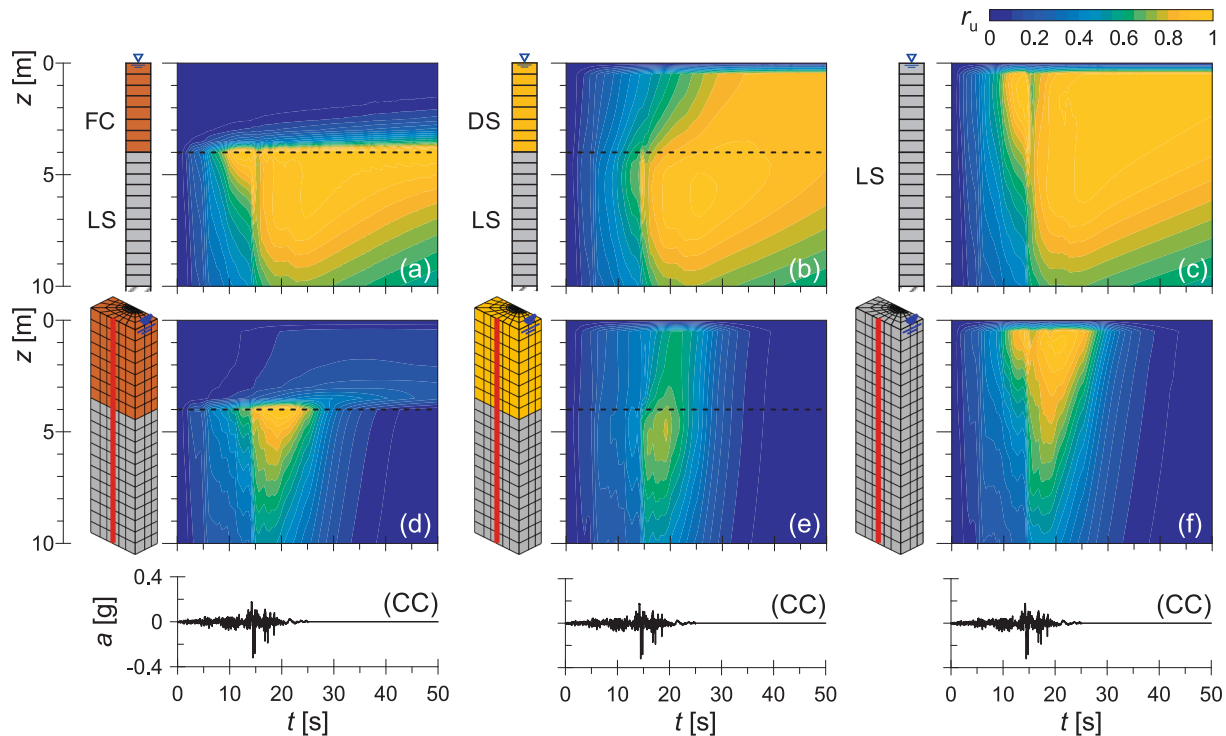 r_u
0 0.2 0.4 0.6 0.8 1
z [m]
0
5
10
FC
LS
(a)
DS
LS
(b)
LS
(c)
z [m]
0
5
10
(d)
(e)
(f)
a [g]
0.4
0
-0.4
(CC)
(CC)
(CC)
0 10 20 30 40 50
0 10 20 30 40 50
0 10 20 30 40 50
t [s]
t [s]
t [s]